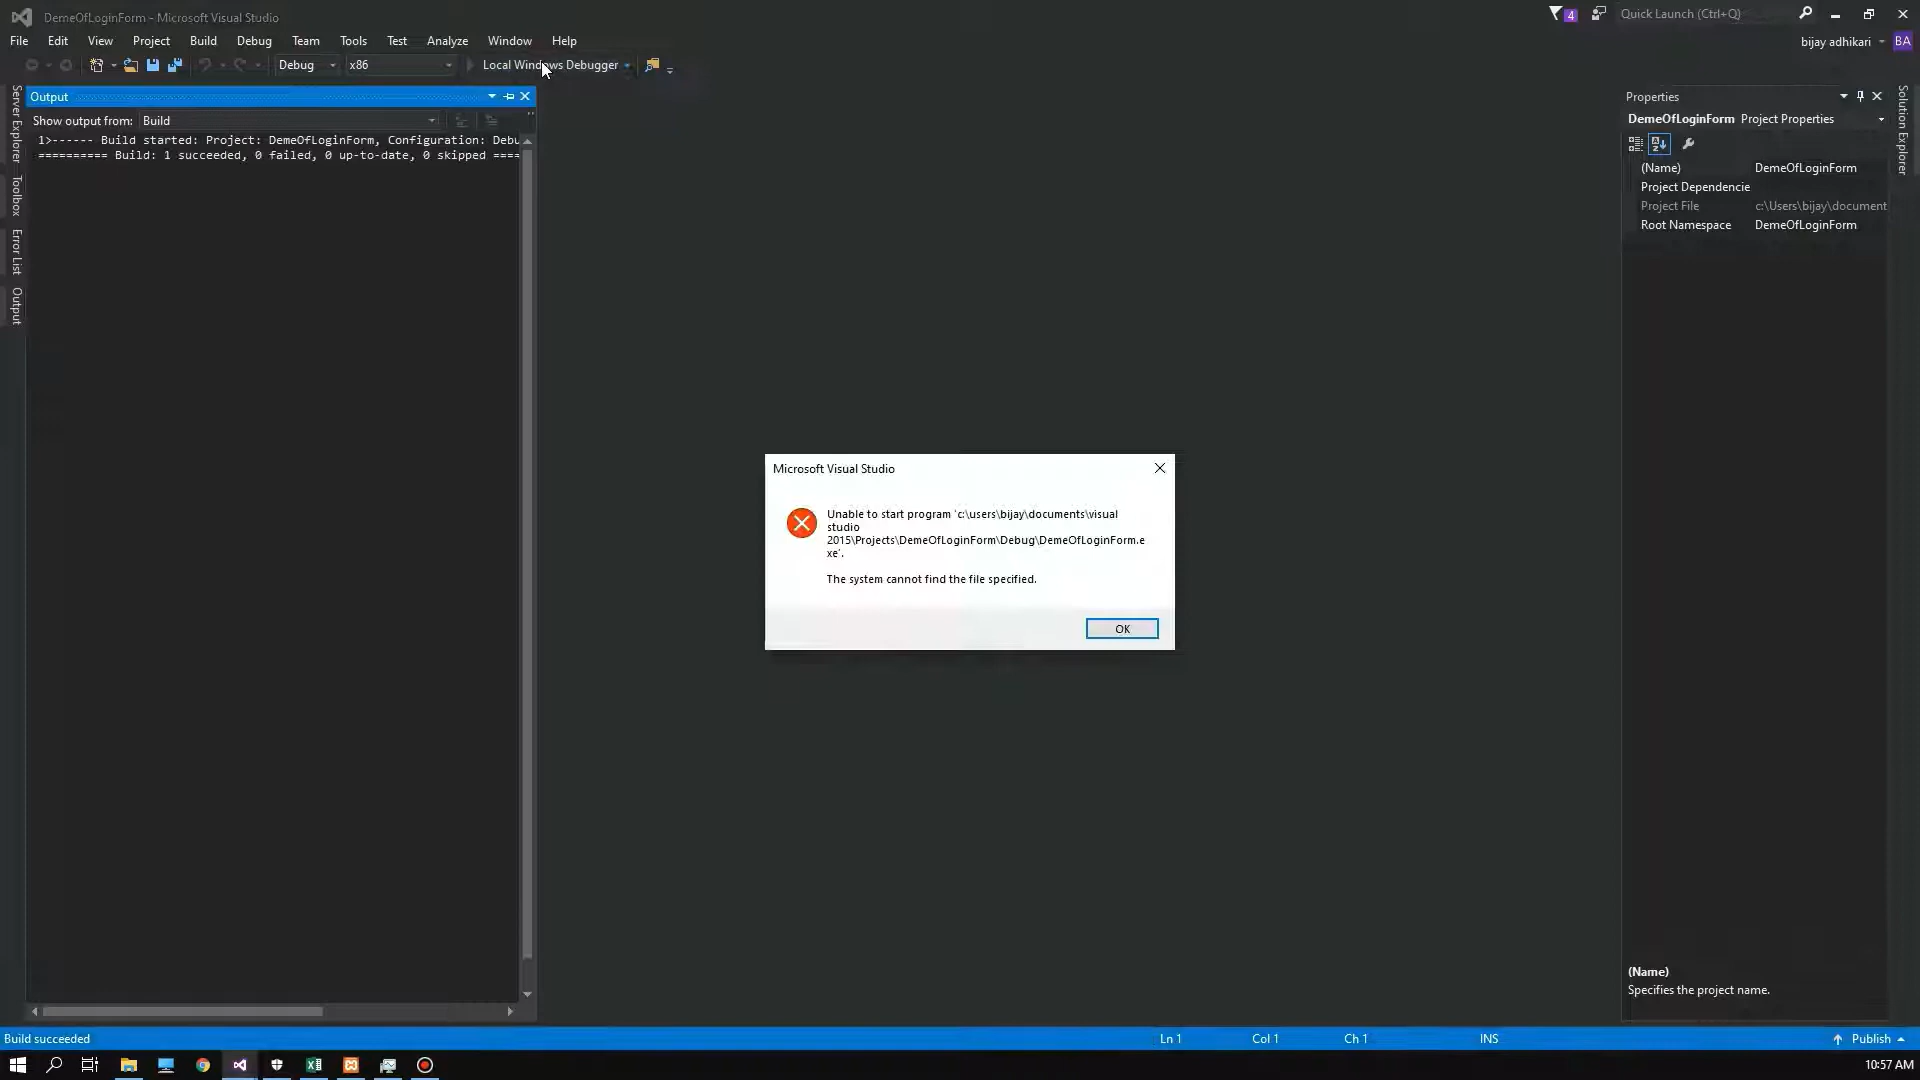 DemeOfLoginForm - Microsoft Visual Studio
4
Quick Launch (Ctrl+Q)
File Edit View Project Build Debug Team Tools Test Analyze Window Help
bijay adhikari BA
Debug x86 Local Windows Debugger
Server Explorer
Toolbox
Error List
Output
Output
Show output from: Build
1>------ Build started: Project: DemeOfLoginForm, Configuration: Debu
========== Build: 1 succeeded, 0 failed, 0 up-to-date, 0 skipped ====
Microsoft Visual Studio
Unable to start program 'c:\users\bijay\documents\visual
studio
2015\Projects\DemeOfLoginForm\Debug\DemeOfLoginForm.e
xe'.
The system cannot find the file specified.
OK
Properties
DemeOfLoginForm Project Properties
(Name) DemeOfLoginForm
Project Dependencie
Project File c:\Users\bijay\document
Root Namespace DemeOfLoginForm
(Name)
Specifies the project name.
Solution Explorer
Build succeeded Ln 1 Col 1 Ch 1 INS Publish
10:57 AM